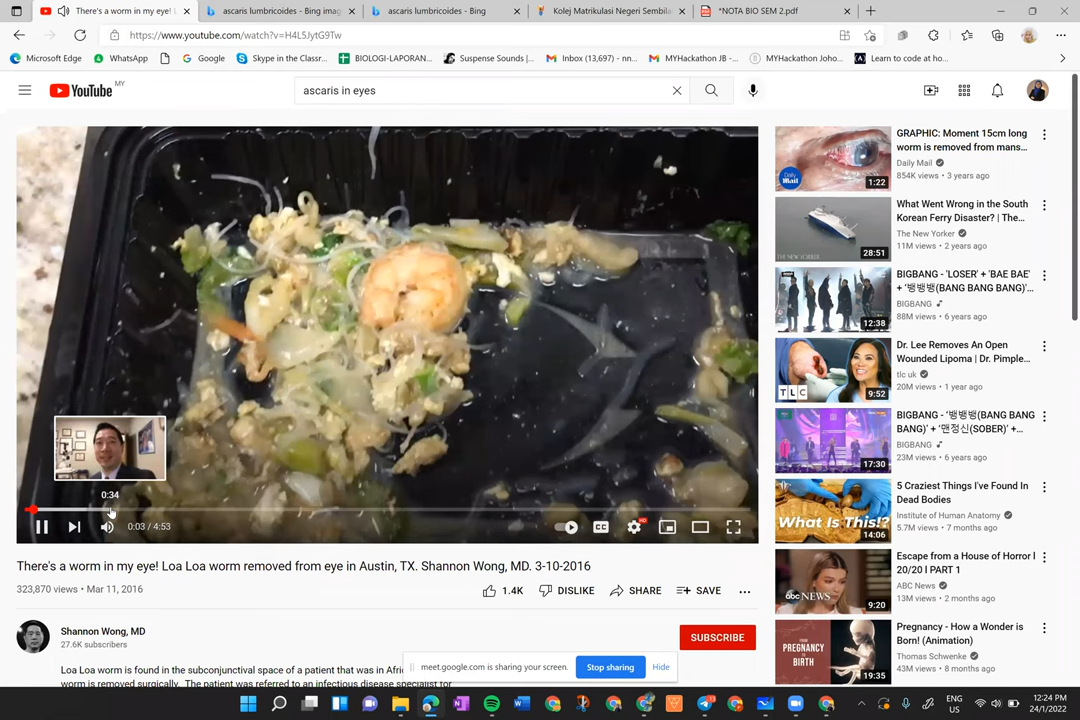 There's a worm in my eye! L
ascaris lumbricoides - Bing imag
ascaris lumbricoides - Bing
Kolej Matrikulasi Negeri Sembila
*NOTA BIO SEM 2.pdf
https://www.youtube.com/watch?v=H4L5JytG9Tw
Microsoft Edge
WhatsApp
Google
Skype in the Classr...
BIOLOGI-LAPORAN...
Suspense Sounds |...
Inbox (13,697) - nn...
MYHackathon JB -...
MYHackathon Joho...
Learn to code at ho...
YouTube MY
ascaris in eyes
GRAPHIC: Moment 15cm long
worm is removed from mans...
Daily Mail
854K views • 3 years ago
Daily
Mail
1:22
What Went Wrong in the South
Korean Ferry Disaster? | The...
The New Yorker
11M views • 2 years ago
THE NEW YORKER
28:51
BIGBANG - 'LOSER' + 'BAE BAE'
+ '뱅뱅뱅(BANG BANG BANG)'...
BIGBANG
88M views • 6 years ago
12:38
Dr. Lee Removes An Open
Wounded Lipoma | Dr. Pimple...
tlc uk
20M views • 1 year ago
TLC
9:52
BIGBANG - '뱅뱅뱅(BANG BANG
BANG)' + '맨정신(SOBER)' +...
BIGBANG
23M views • 6 years ago
17:30
5 Craziest Things I've Found In
Dead Bodies
Institute of Human Anatomy
5.7M views • 7 months ago
What Is This!?
14:06
Escape from a House of Horror l
20/20 l PART 1
ABC News
13M views • 2 months ago
abc NEWS
9:20
Pregnancy - How a Wonder is
Born! (Animation)
Thomas Schwenke
43M views • 8 months ago
FROM
PREGNANCY
TO
BIRTH
19:35
0:34
0:03 / 4:53
CC
HD
There's a worm in my eye! Loa Loa worm removed from eye in Austin, TX. Shannon Wong, MD. 3-10-2016
323,870 views • Mar 11, 2016
1.4K
DISLIKE
SHARE
SAVE
Shannon Wong, MD
27.6K subscribers
SUBSCRIBE
Loa Loa worm is found in the subconjunctival space of a patient that was in Afri
worm is removed surgically. The patient was referred to an infectious disease specialist for
meet.google.com is sharing your screen.
Stop sharing
Hide
ENG
US
12:24 PM
24/1/2022